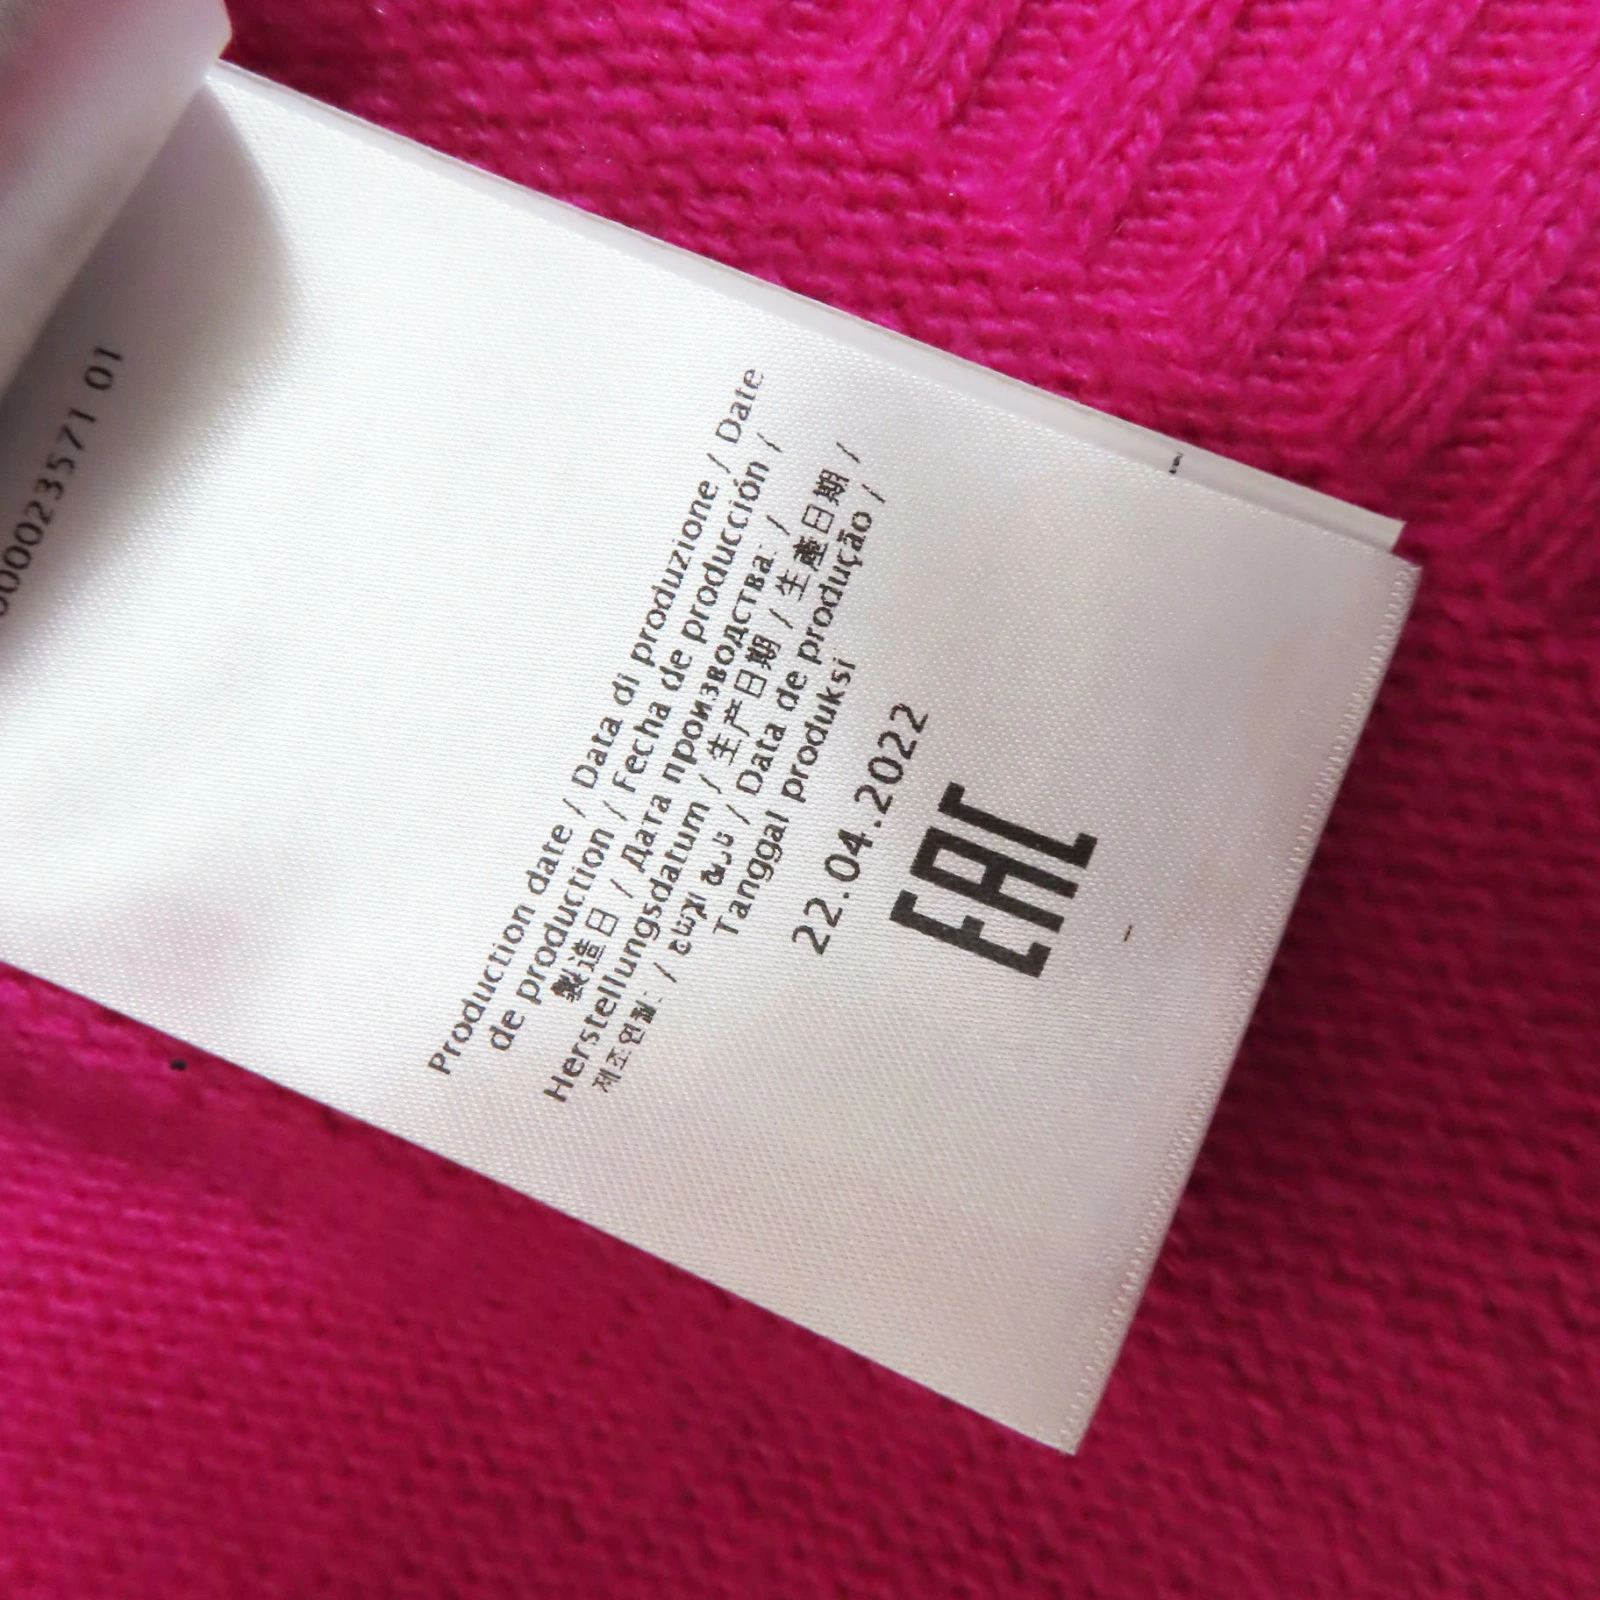 00002357​1 01
Production date / Data di produzione / Date
de production / Fecha de producción /
製造日 / Дата производства: /
Herstellungsdatum / 生产日期 / 生產日期 /
제조연월: / / Data de produção /
Tanggal produksi
22.04.2022
EAC